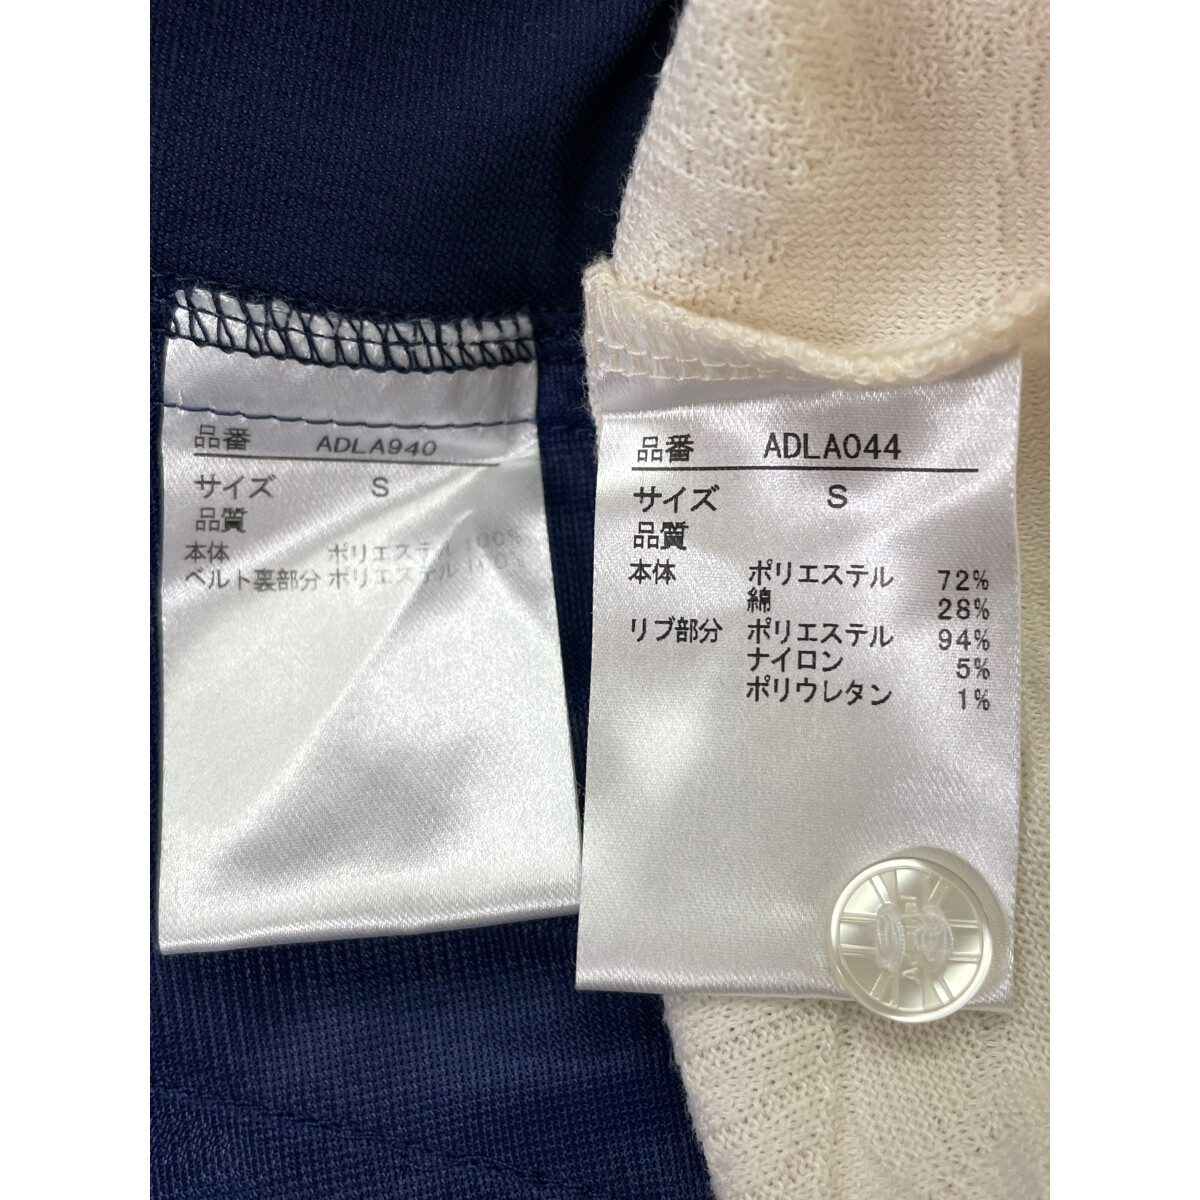 品番 ADLA940
サイズ S
品質
本体 ポリエステル 100%
ベルト裏部分 ポリエステル 100%
品番 ADLA044
サイズ S
品質
本体 ポリエステル 72%
綿 28%
リブ部分 ポリエステル 94%
ナイロン 5%
ポリウレタン 1%